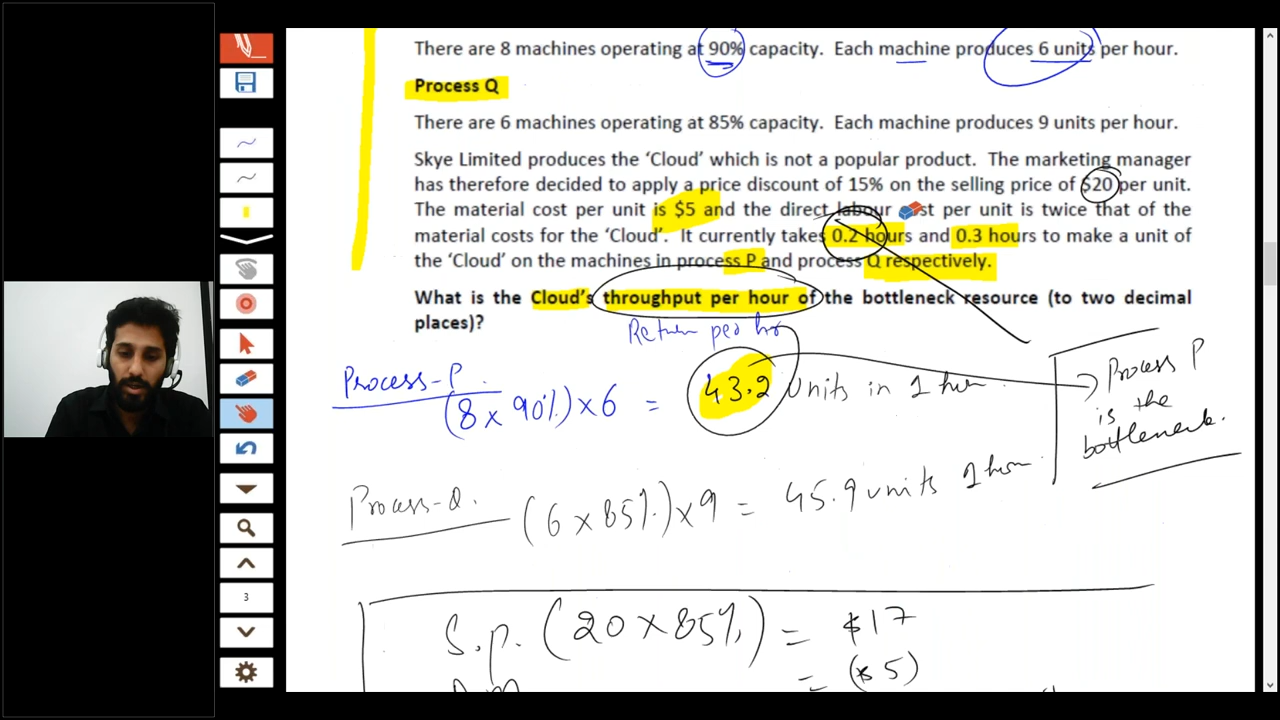 There are 8 machines operating at 90% capacity. Each machine produces 6 units per hour.
Process Q
There are 6 machines operating at 85% capacity. Each machine produces 9 units per hour.
Skye Limited produces the ‘Cloud’ which is not a popular product. The marketing manager
has therefore decided to apply a price discount of 15% on the selling price of $20 per unit.
The material cost per unit is $5 and the direct labour cost per unit is twice that of the
material costs for the ‘Cloud’. It currently takes 0.2 hours and 0.3 hours to make a unit of
the ‘Cloud’ on the machines in process P and process Q respectively.
What is the Cloud’s throughput per hour of the bottleneck resource (to two decimal
places)?
Return per hr
Process-P
(8 x 90%) x 6 = 43.2 Units in 1 hour
Process P
is the
bottleneck.
Process-Q.
(6 x 85%) x 9 = 45.9 units 1 hour
S.p. (20 x 85%) = $17
= ($5)
3